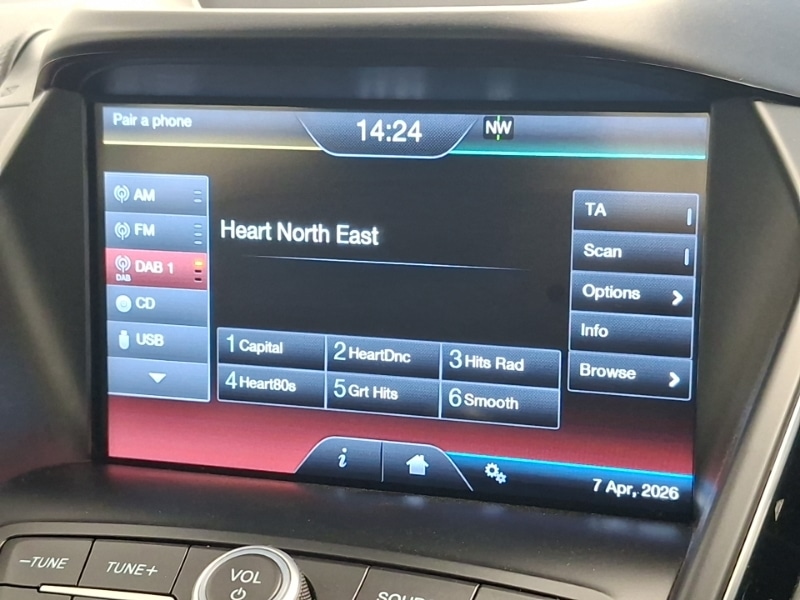 Pair a phone
14:24
NW
AM
FM
DAB 1
DAB
CD
USB
Heart North East
1 Capital
2 HeartDnc
3 Hits Rad
4 Heart80s
5 Grt Hits
6 Smooth
TA
Scan
Options
Info
Browse
i
7 Apr, 2026
–TUNE
TUNE+
VOL